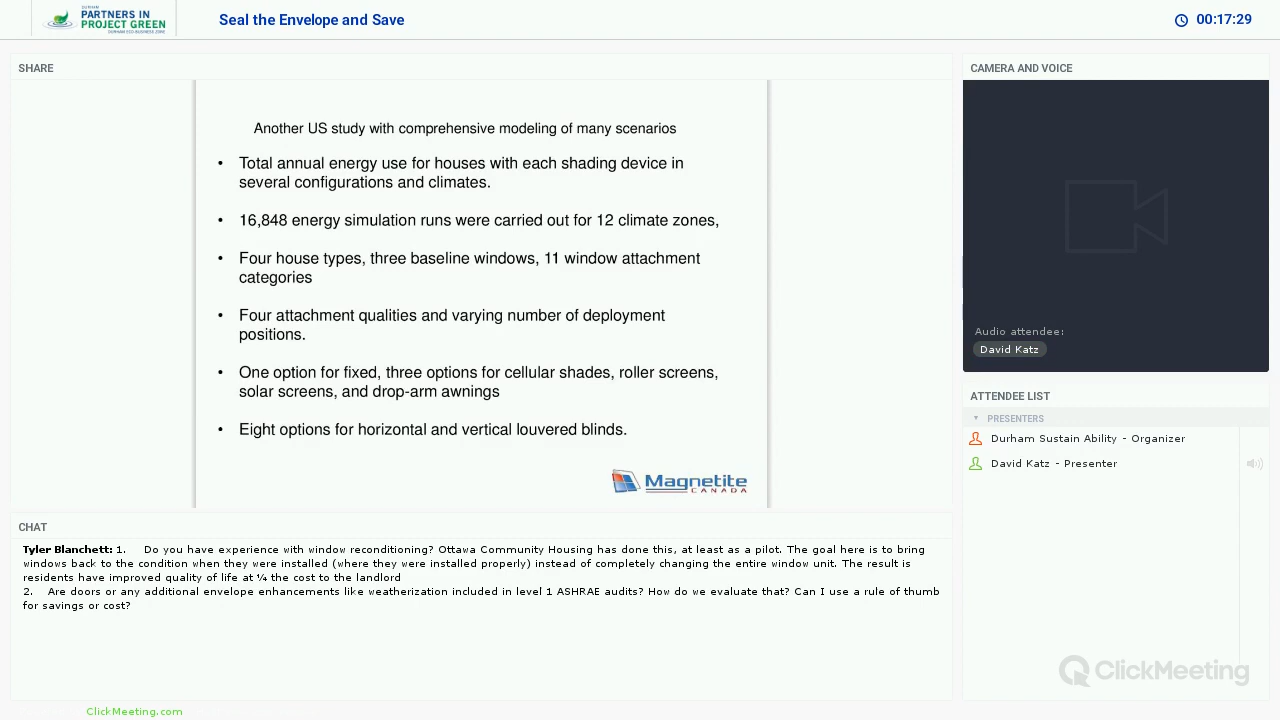 DURHAM
PARTNERS IN
PROJECT GREEN
DURHAM ECO-BUSINESS ZONE
Seal the Envelope and Save
00:17:29
SHARE
Another US study with comprehensive modeling of many scenarios
• Total annual energy use for houses with each shading device in
several configurations and climates.
• 16,848 energy simulation runs were carried out for 12 climate zones,
• Four house types, three baseline windows, 11 window attachment
categories
• Four attachment qualities and varying number of deployment
positions.
• One option for fixed, three options for cellular shades, roller screens,
solar screens, and drop-arm awnings
• Eight options for horizontal and vertical louvered blinds.
Magnetite
CANADA
CAMERA AND VOICE
Audio attendee:
David Katz
ATTENDEE LIST
PRESENTERS
Durham Sustain Ability - Organizer
David Katz - Presenter
CHAT
Tyler Blanchett: 1. Do you have experience with window reconditioning? Ottawa Community Housing has done this, at least as a pilot. The goal here is to bring
windows back to the condition when they were installed (where they were installed properly) instead of completely changing the entire window unit. The result is
residents have improved quality of life at ¼ the cost to the landlord
2. Are doors or any additional envelope enhancements like weatherization included in level 1 ASHRAE audits? How do we evaluate that? Can I use a rule of thumb
for savings or cost?
ClickMeeting
ClickMeeting.com